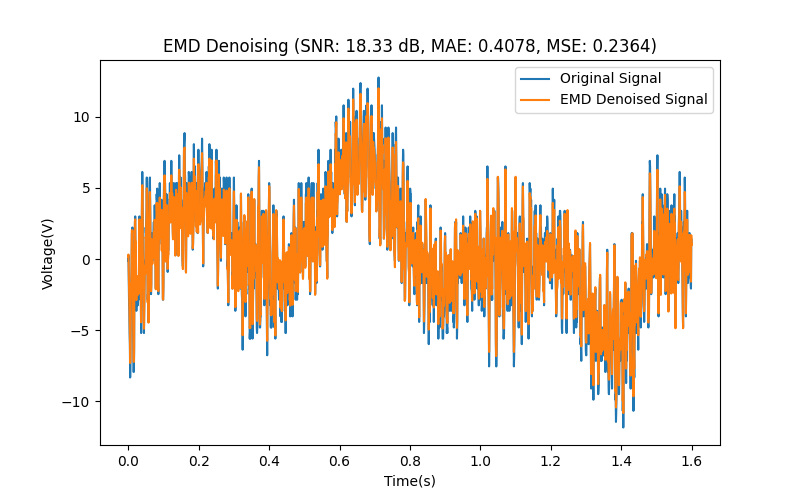 EMD Denoising (SNR: 18.33 dB, MAE: 0.4078, MSE: 0.2364)
Original Signal
EMD Denoised Signal
10
5
0
−5
−10
Voltage(V)
0.0 0.2 0.4 0.6 0.8 1.0 1.2 1.4 1.6
Time(s)